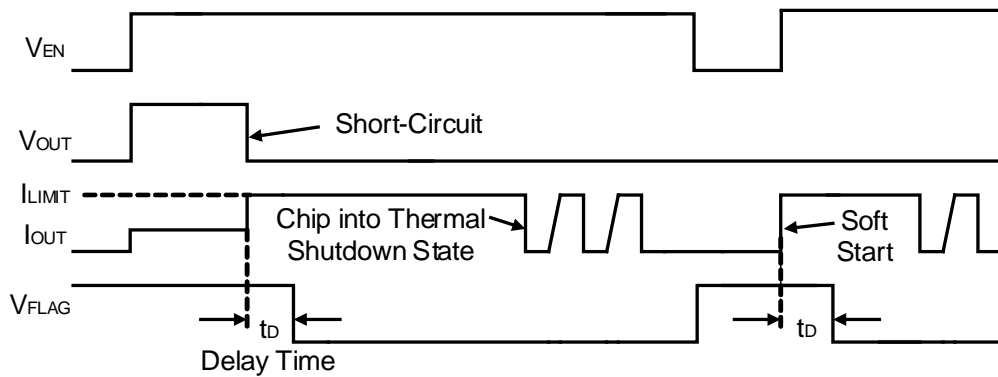 VEN
VOUT
Short-Circuit
ILIMIT
IOUT
Chip into Thermal
Shutdown State
Soft
Start
VFLAG
tD
Delay Time
tD